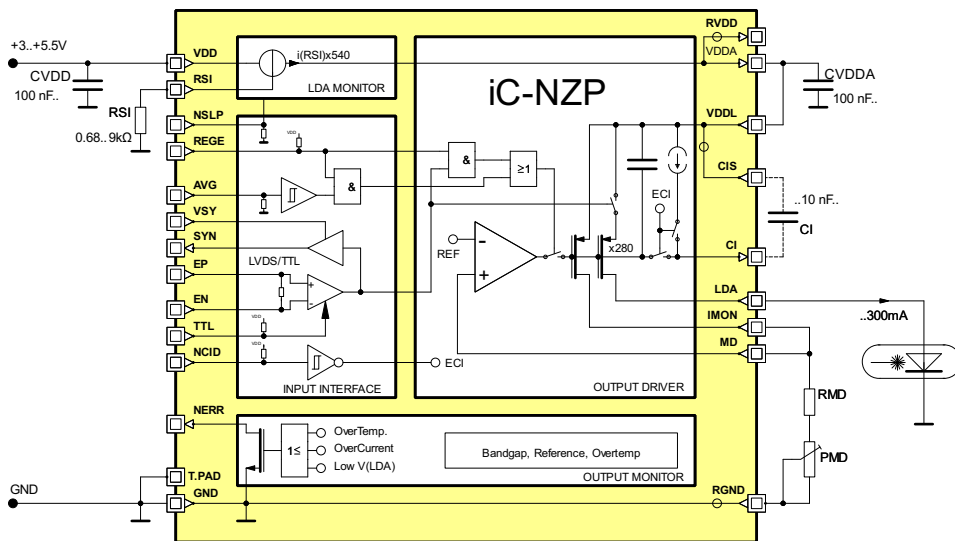 +3..+5.5V
CVDD
100 nF..
RSI
0.68..9kΩ
GND
VDD
RSI
NSLP
REGE
AVG
VSY
SYN
EP
EN
TTL
NCID
NERR
T.PAD
GND
i(RSI)x540
LDA MONITOR
VDD
&
&
≥1
LVDS/TTL
+
-
VDD
VDD
ECI
INPUT INTERFACE
iC-NZP
REF
-
+
x280
ECI
OUTPUT DRIVER
1≤
OverTemp.
OverCurrent
Low V(LDA)
Bandgap, Reference, Overtemp
OUTPUT MONITOR
RVDD
VDDA
VDDL
CIS
CI
LDA
IMON
MD
RGND
CVDDA
100 nF..
..10 nF..
CI
..300mA
RMD
PMD